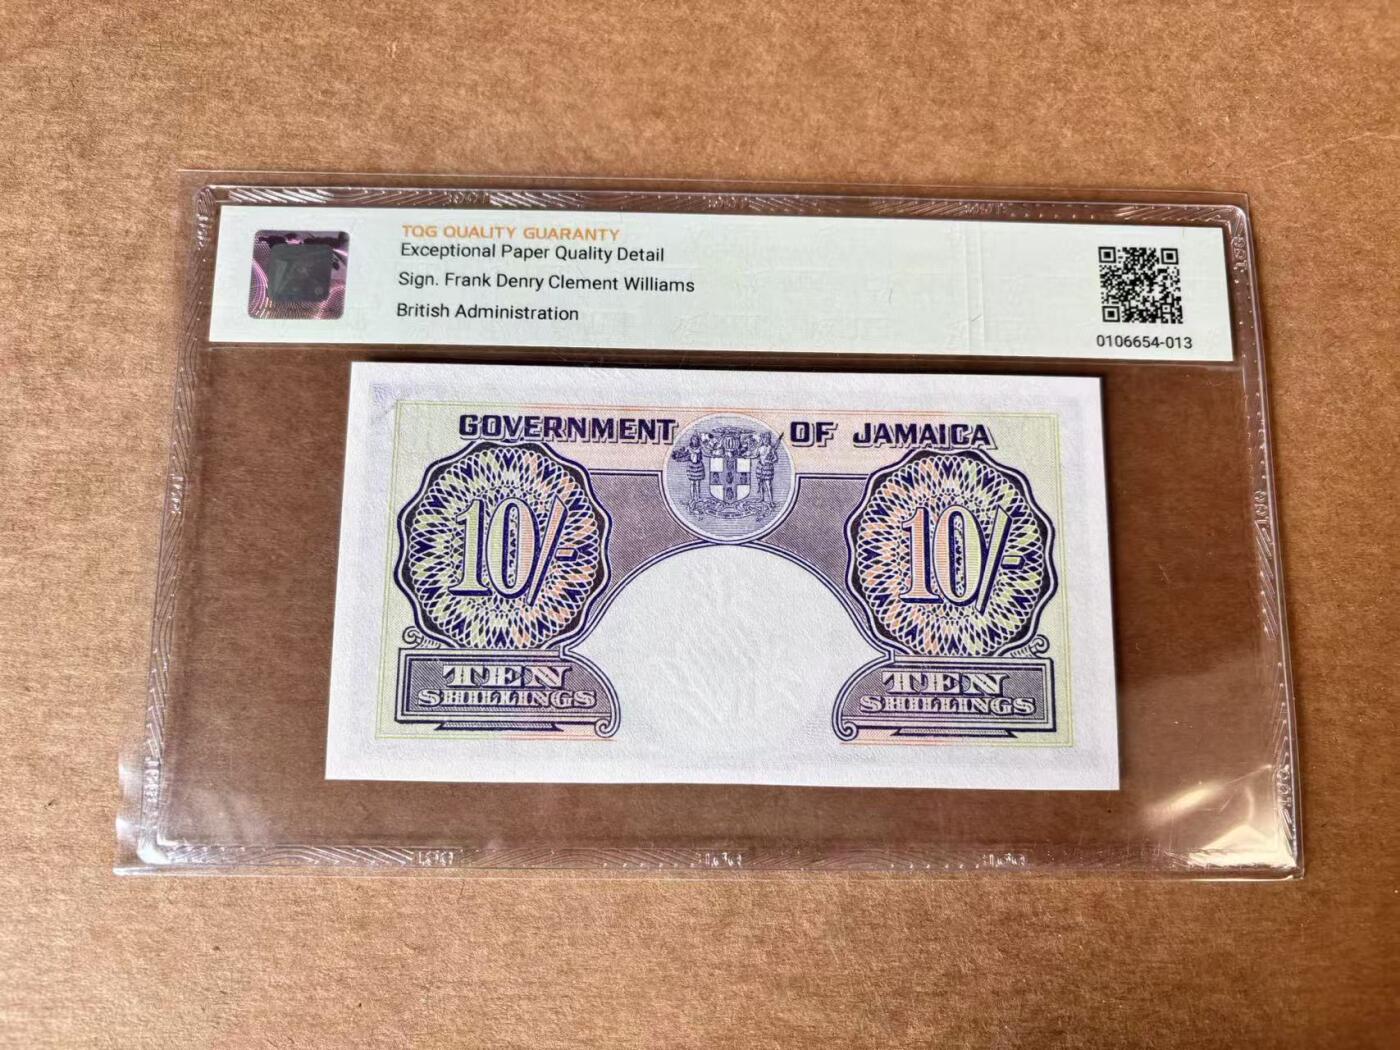 TQG QUALITY GUARANTY
Exceptional Paper Quality Detail
Sign. Frank Denry Clement Williams
British Administration
0106654-013
GOVERNMENT OF JAMAICA
10/- 10/-
TEN TEN
SHILLINGS SHILLINGS